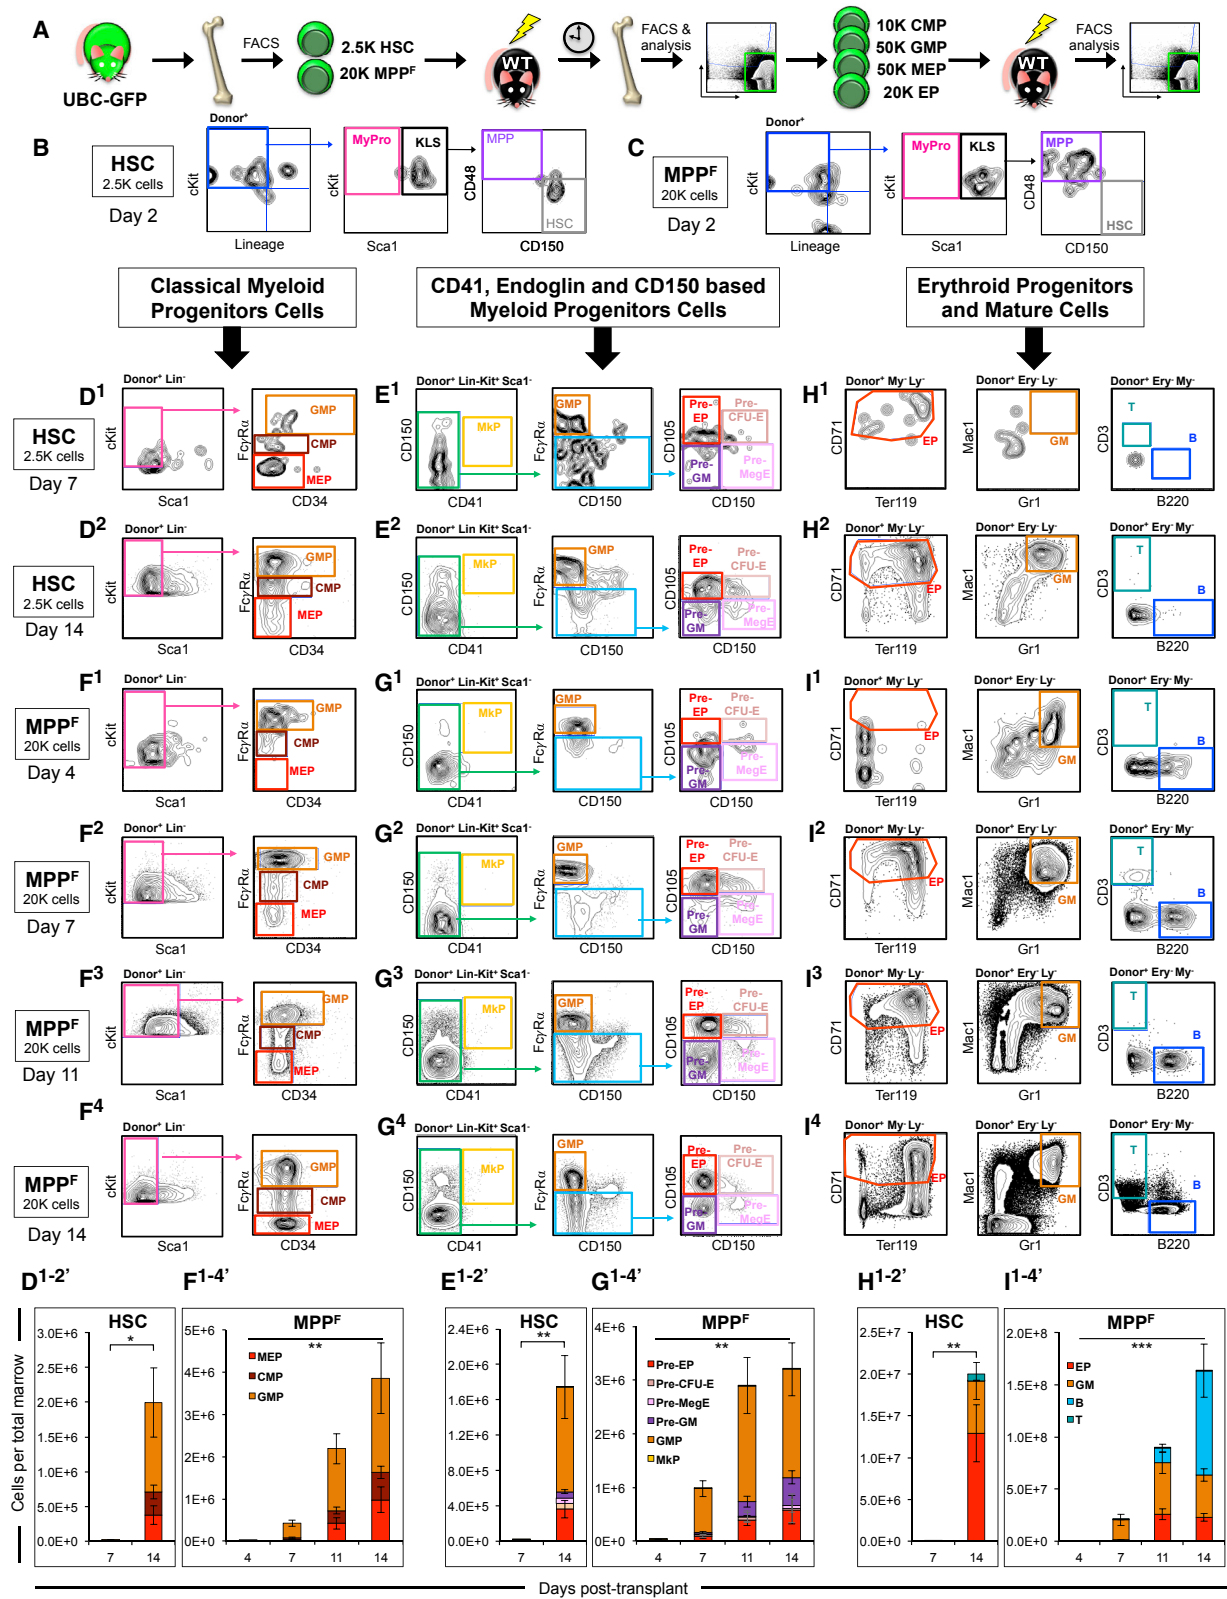 A
FACS
2.5K HSC
20K MPPF
WT
FACS &
analysis
10K CMP
50K GMP
50K MEP
20K EP
WT
FACS
analysis
UBC-GFP
B
HSC
2.5K cells
Day 2
Donor+
cKit
Lineage
MyPro
KLS
Sca1
MPP
CD48
HSC
CD150
C
MPPF
20K cells
Day 2
Donor+
cKit
Lineage
MyPro
KLS
cKit
Sca1
MPP
CD48
HSC
CD150
Classical Myeloid
Progenitors Cells
CD41, Endoglin and CD150 based
Myeloid Progenitors Cells
Erythroid Progenitors
and Mature Cells
D1
HSC
2.5K cells
Day 7
Donor+ Lin-
cKit
Sca1
FcγRα
GMP
CMP
MEP
CD34
E1
Donor+ Lin-Kit+ Sca1-
CD150
MkP
CD41
GMP
FcγRα
CD150
Pre-
EP
Pre-
CFU-E
CD105
Pre-
GM
Pre-
MegE
CD150
H1
Donor+ My- Ly-
CD71
EP
Ter119
Donor+ Ery- Ly-
Mac1
GM
Gr1
Donor+ Ery- My-
CD3
T
B
B220
D2
HSC
2.5K cells
Day 14
Donor+ Lin-
cKit
Sca1
FcγRα
GMP
CMP
MEP
CD34
E2
Donor+ Lin Kit+ Sca1-
CD150
MkP
CD41
GMP
FcγRα
CD150
Pre-
EP
Pre-
CFU-E
CD105
Pre-
GM
Pre-
MegE
CD150
H2
Donor+ My- Ly-
CD71
EP
Ter119
Donor+ Ery- Ly-
Mac1
GM
Gr1
Donor+ Ery- My-
CD3
T
B
B220
F1
MPPF
20K cells
Day 4
Donor+ Lin-
cKit
Sca1
FcγRα
GMP
CMP
MEP
CD34
G1
Donor+ Lin-Kit+ Sca1-
CD150
MkP
CD41
GMP
FcγRα
CD150
Pre-
EP
Pre-
CFU-E
CD105
Pre-
GM
Pre-
MegE
CD150
I1
Donor+ My- Ly-
CD71
EP
Ter119
Donor+ Ery- Ly-
Mac1
GM
Gr1
Donor+ Ery- My-
CD3
T
B
B220
F2
MPPF
20K cells
Day 7
Donor+ Lin-
cKit
Sca1
FcγRα
GMP
CMP
MEP
CD34
G2
Donor+ Lin-Kit+ Sca1-
CD150
MkP
CD41
GMP
FcγRα
CD150
Pre-
EP
Pre-
CFU-E
CD105
Pre-
GM
Pre-
MegE
CD150
I2
Donor+ My- Ly-
CD71
EP
Ter119
Donor+ Ery- Ly-
Mac1
GM
Gr1
Donor+ Ery- My-
CD3
T
B
B220
F3
MPPF
20K cells
Day 11
Donor+ Lin-
cKit
Sca1
FcγRα
GMP
CMP
MEP
CD34
G3
Donor+ Lin-Kit+ Sca1-
CD150
MkP
CD41
GMP
FcγRα
CD150
Pre-
EP
Pre-
CFU-E
CD105
Pre-
GM
Pre-
MegE
CD150
I3
Donor+ My- Ly-
CD71
EP
Ter119
Donor+ Ery- Ly-
Mac1
GM
Gr1
Donor+ Ery- My-
CD3
T
B
B220
F4
MPPF
20K cells
Day 14
Donor+ Lin-
cKit
Sca1
FcγRα
GMP
CMP
MEP
CD34
G4
Donor+ Lin-Kit+ Sca1-
CD150
MkP
CD41
GMP
FcγRα
CD150
Pre-
EP
Pre-
CFU-E
CD105
Pre-
GM
Pre-
MegE
CD150
I4
Donor+ My- Ly-
CD71
EP
Ter119
Donor+ Ery- Ly-
Mac1
GM
Gr1
Donor+ Ery- My-
CD3
T
B
B220
Cells per total marrow
D1-2'
HSC
3.0E+6
2.5E+6
2.0E+6
1.5E+6
1.0E+6
5.0E+5
0.0E+0
*
7 14
F1-4'
MPPF
5E+6
4E+6
3E+6
2E+6
1E+6
0E+0
**
MEP
CMP
GMP
4 7 11 14
E1-2'
HSC
2.4E+6
2.0E+6
1.6E+6
1.2E+6
8.0E+5
4.0E+5
0.0E+0
**
7 14
G1-4'
MPPF
4E+6
3E+6
2E+6
1E+6
0E+0
**
Pre-EP
Pre-CFU-E
Pre-MegE
Pre-GM
GMP
MkP
4 7 11 14
H1-2'
HSC
2.5E+7
2.0E+7
1.5E+7
1.0E+7
5.0E+6
0.0E+0
**
7 14
I1-4'
MPPF
2.0E+8
1.5E+8
1.0E+8
5.0E+7
0.0E+0
***
EP
GM
B
T
4 7 11 14
Days post-transplant